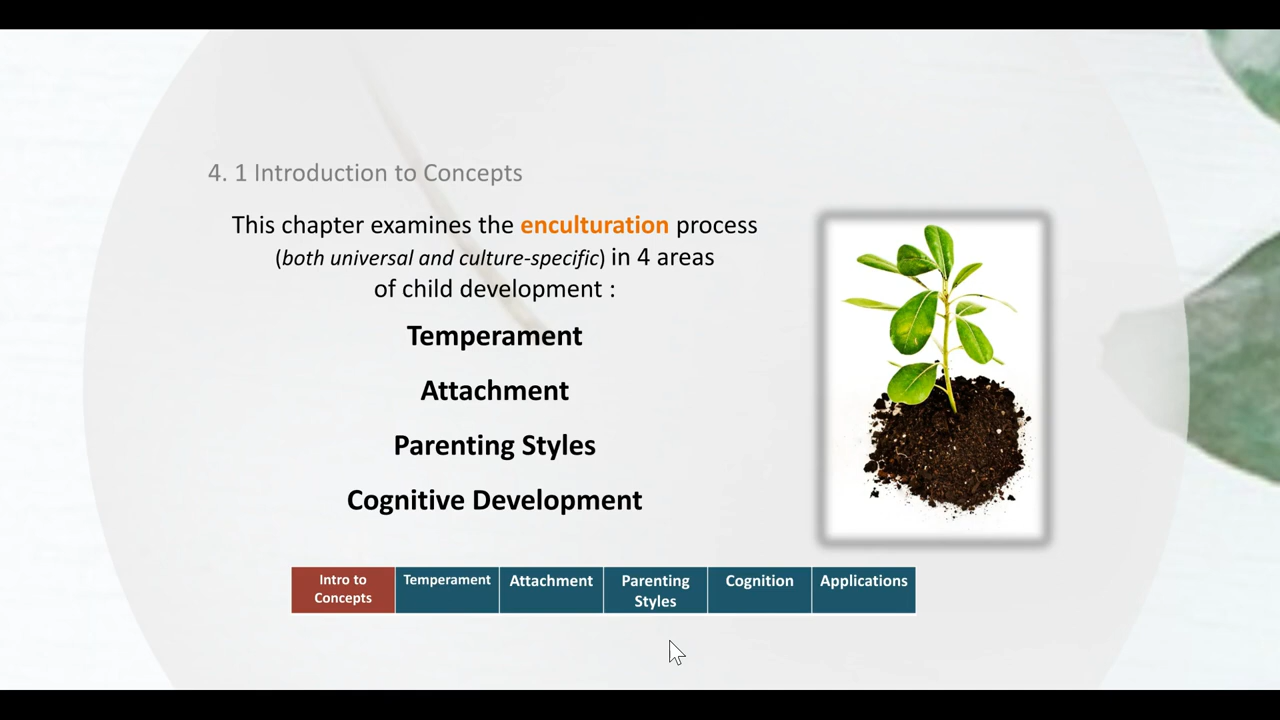 4. 1 Introduction to Concepts
This chapter examines the enculturation process
(both universal and culture-specific) in 4 areas
of child development :
Temperament
Attachment
Parenting Styles
Cognitive Development
Intro to
Concepts
Temperament
Attachment
Parenting
Styles
Cognition
Applications